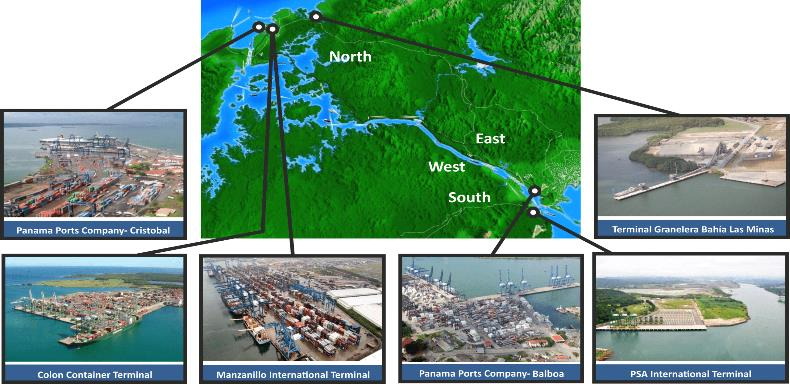 North
East
West
South
Panama Ports Company- Cristobal
Terminal Granelera Bahía Las Minas
Colon Container Terminal
Manzanillo International Terminal
Panama Ports Company- Balboa
PSA International Terminal